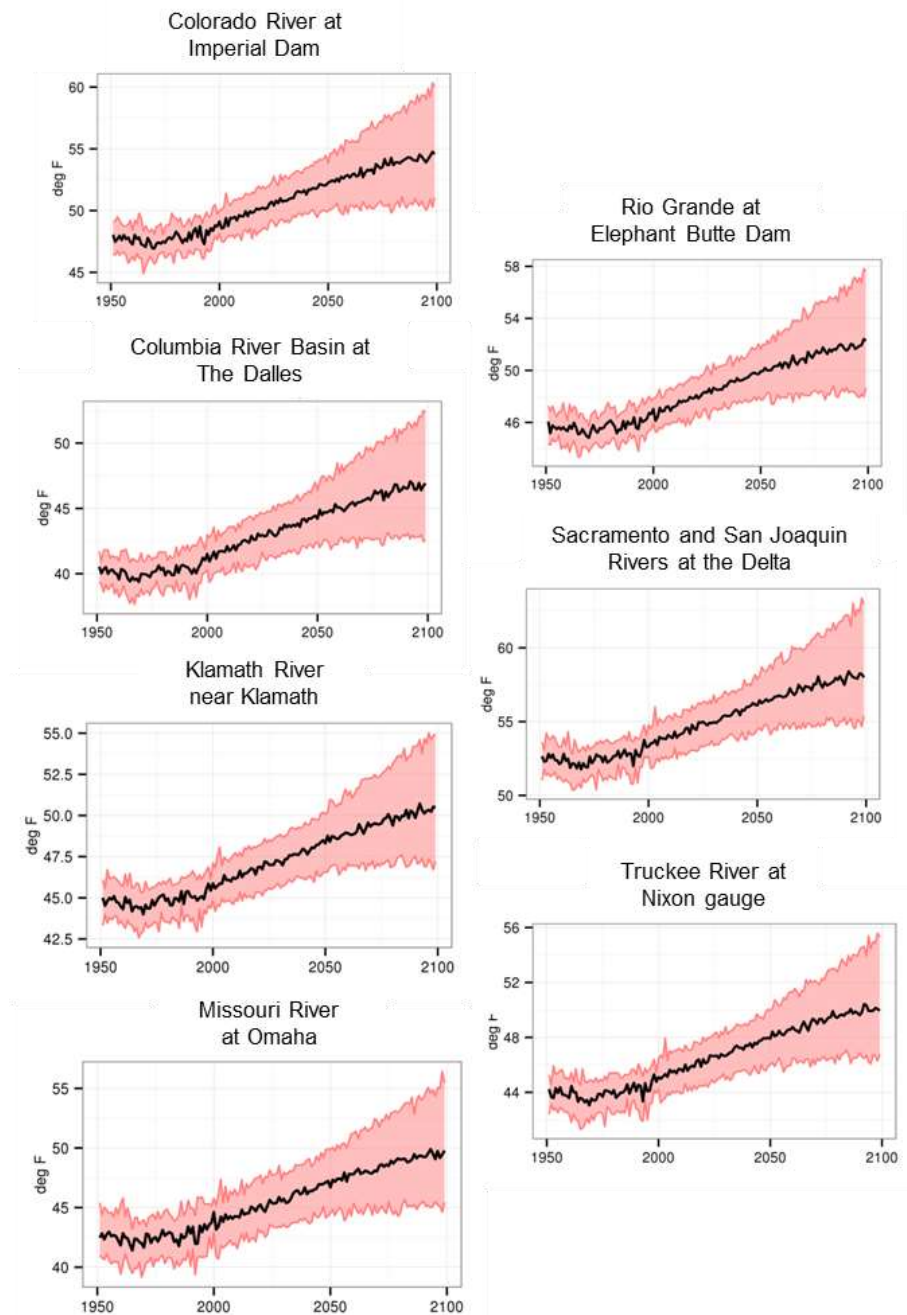 Colorado River at
Imperial Dam
60
55
50
45
deg F
1950 2000 2050 2100
Columbia River Basin at
The Dalles
50
45
40
deg F
1950 2000 2050 2100
Klamath River
near Klamath
55.0
52.5
50.0
47.5
45.0
42.5
deg F
1950 2000 2050 2100
Missouri River
at Omaha
55
50
45
40
deg F
1950 2000 2050 2100
Rio Grande at
Elephant Butte Dam
58
54
50
46
deg F
1950 2000 2050 2100
Sacramento and San Joaquin
Rivers at the Delta
60
55
50
deg F
1950 2000 2050 2100
Truckee River at
Nixon gauge
56
52
48
44
deg F
1950 2000 2050 2100